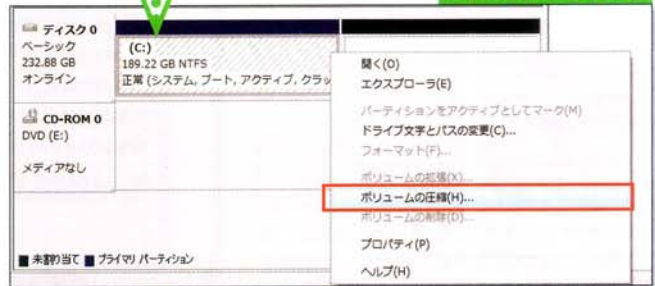 ディスク 0
ベーシック
232.88 GB
オンライン
(C:)
189.22 GB NTFS
正常 (システム, ブート, アクティブ, クラッ
CD-ROM 0
DVD (E:)
メディアなし
開く(O)
エクスプローラ(E)
パーティションをアクティブとしてマーク(M)
ドライブ文字とパスの変更(C)...
フォーマット(F)...
ボリュームの拡張(X)...
ボリュームの圧縮(H)...
ボリュームの削除(D)...
プロパティ(P)
ヘルプ(H)
未割り当て プライマリ パーティション